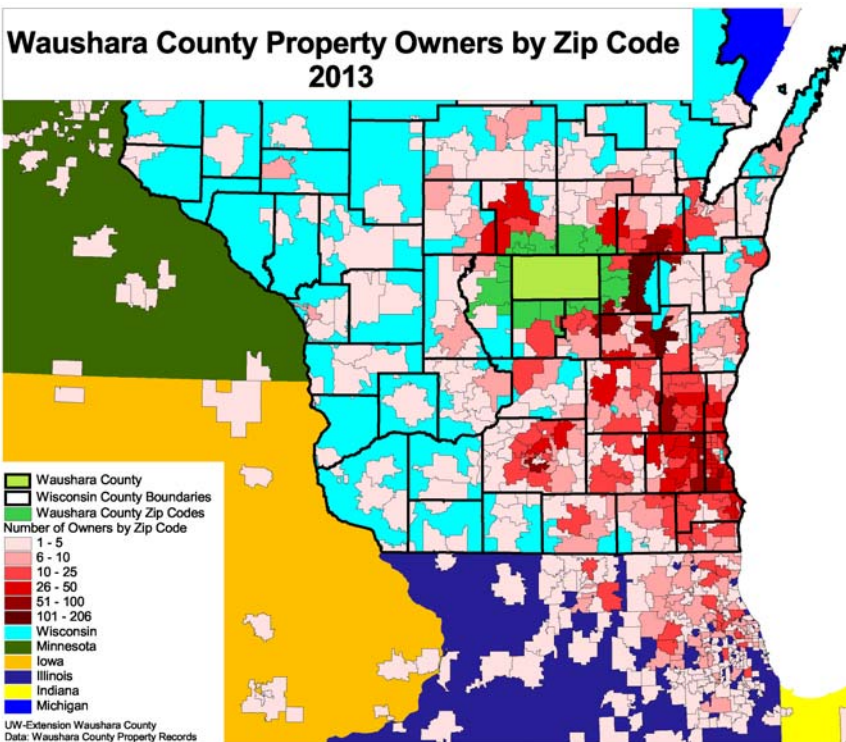 Waushara County Property Owners by Zip Code
2013
Waushara County
Wisconsin County Boundaries
Waushara County Zip Codes
Number of Owners by Zip Code
1 - 5
6 - 10
10 - 25
26 - 50
51 - 100
101 - 206
Wisconsin
Minnesota
Iowa
Illinois
Indiana
Michigan
UW-Extension Waushara County
Data: Waushara County Property Records